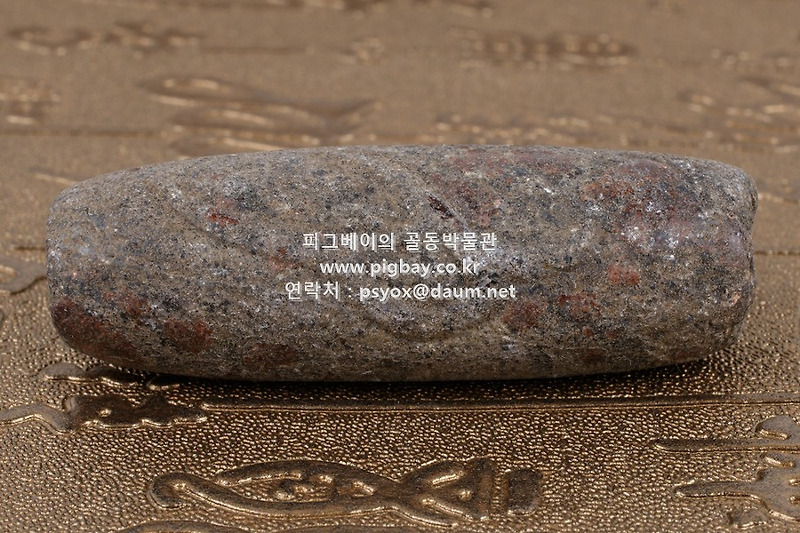 피그베이의 골동박물관
www.pigbay.co.kr
연락처 : psyox@daum.net